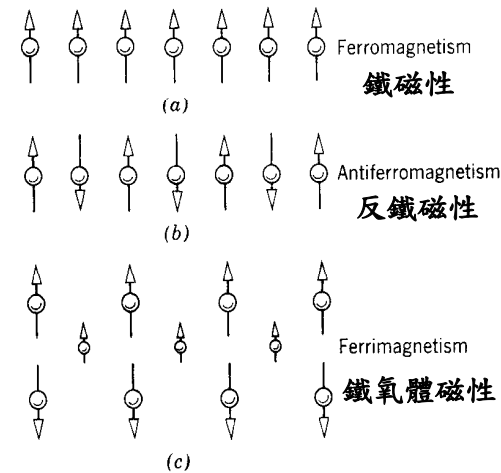 Ferromagnetism
鐵磁性
(a)
Antiferromagnetism
反鐵磁性
(b)
Ferrimagnetism
鐵氧體磁性
(c)